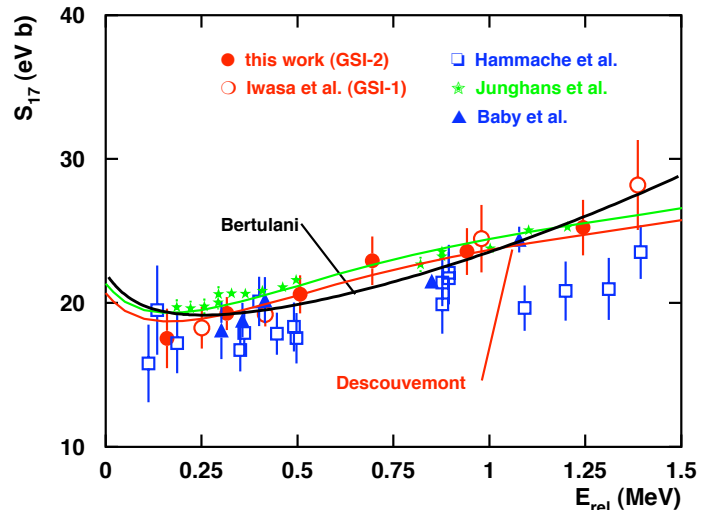 40
30
20
10
S17 (eV b)
this work (GSI-2)
Iwasa et al. (GSI-1)
Hammache et al.
Junghans et al.
Baby et al.
Bertulani
Descouvemont
0 0.25 0.5 0.75 1 1.25 1.5
Erel (MeV)